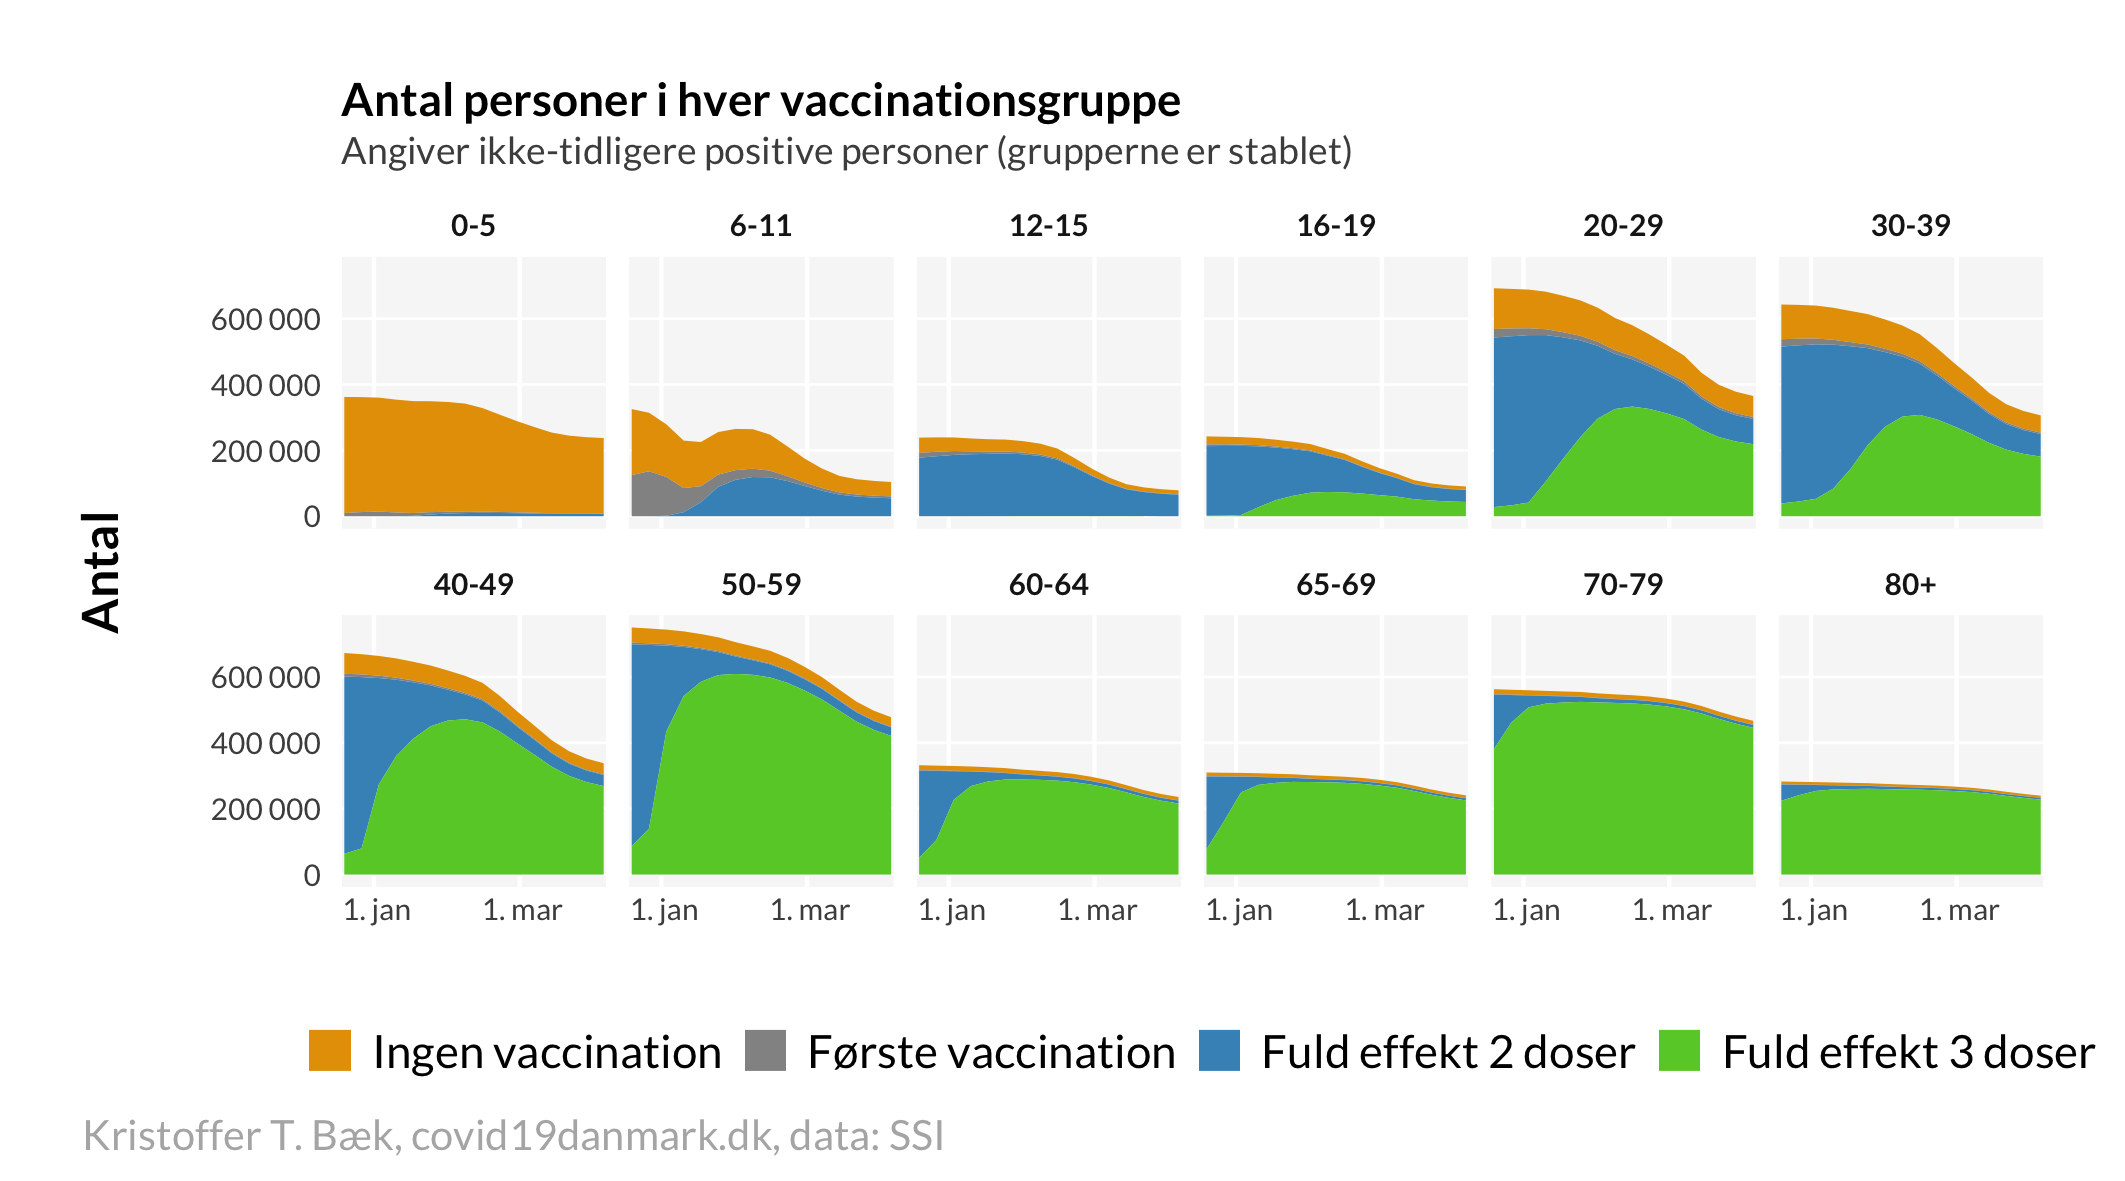 Antal personer i hver vaccinationsgruppe
Angiver ikke-tidligere positive personer (grupperne er stablet)
0-5 6-11 12-15 16-19 20-29 30-39
600 000
400 000
200 000
0
Antal
40-49 50-59 60-64 65-69 70-79 80+
600 000
400 000
200 000
0
1. jan 1. mar 1. jan 1. mar 1. jan 1. mar 1. jan 1. mar 1. jan 1. mar 1. jan 1. mar
Ingen vaccination Første vaccination Fuld effekt 2 doser Fuld effekt 3 doser
Kristoffer T. Bæk, covid19danmark.dk, data: SSI